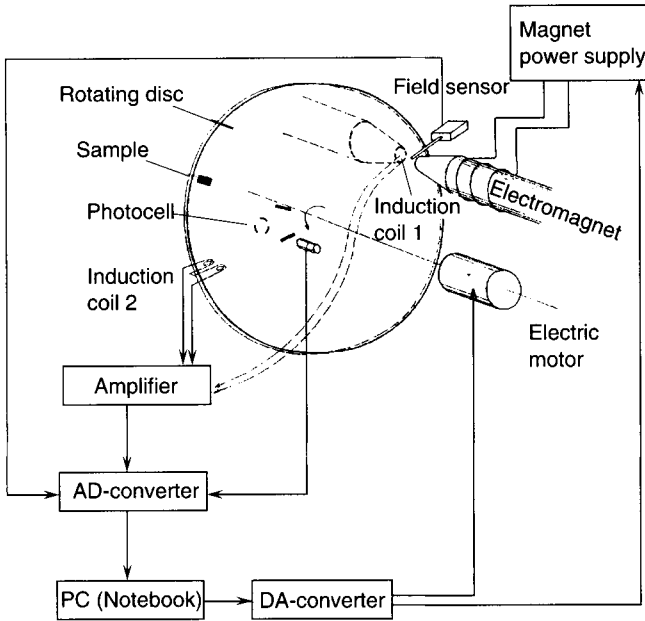 Magnet
power supply
Field sensor
Rotating disc
Sample
Photocell
Induction
coil 1
Electromagnet
Induction
coil 2
Electric
motor
Amplifier
AD-converter
PC (Notebook)
DA-converter